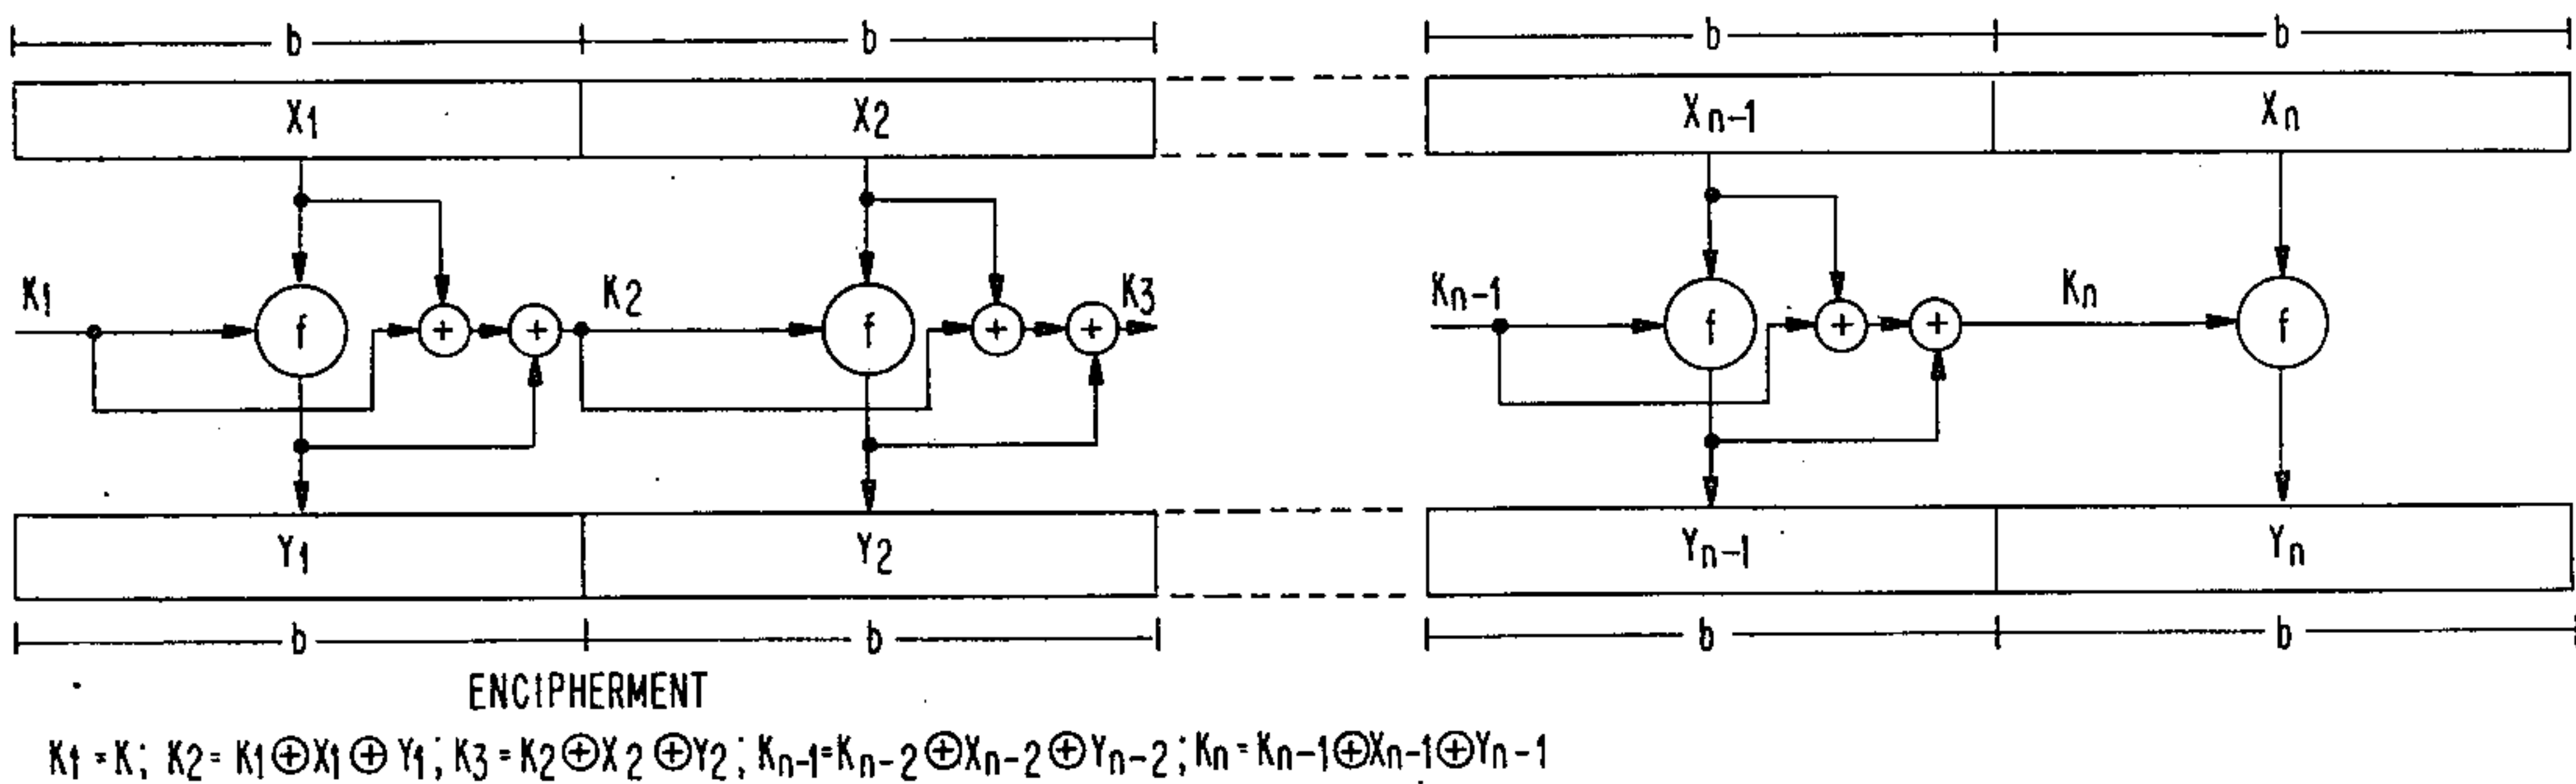 b b b b
X1 X2 Xn-1 Xn
K1 f + + K2 f + + K3 Kn-1 f + + Kn f
Y1 Y2 Yn-1 Yn
b b b b
ENCIPHERMENT
K1 = K; K2 = K1⊕X1⊕Y1; K3 = K2⊕X2⊕Y2; Kn-1=Kn-2⊕Xn-2⊕Yn-2; Kn=Kn-1⊕Xn-1⊕Yn-1